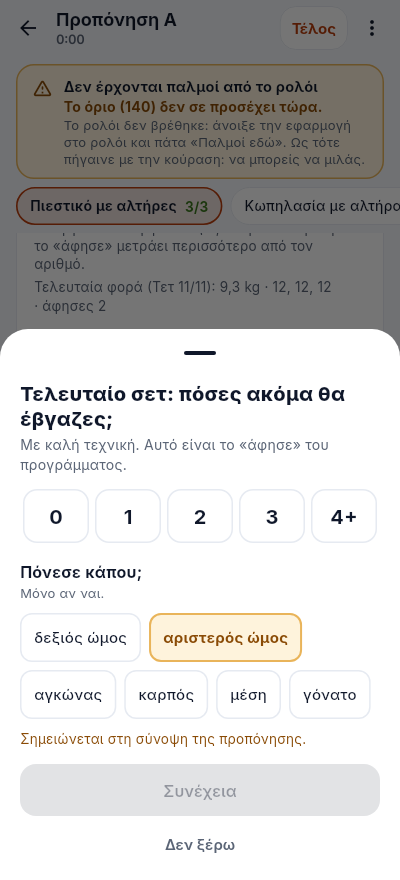 Προπόνηση Α
0:00
Τέλος
Δεν έρχονται παλμοί από το ρολόι
Το όριο (140) δεν σε προσέχει τώρα.
Το ρολόι δεν βρέθηκε: άνοιξε την εφαρμογή
στο ρολόι και πάτα «Παλμοί εδώ». Ως τότε
πήγαινε με την κούραση: να μπορείς να μιλάς.
Πιεστικό με αλτήρες 3/3
Κωπηλασία με αλτήρα
το «άφησε» μετράει περισσότερο από τον
αριθμό.
Τελευταία φορά (Τετ 11/11): 9,3 kg · 12, 12, 12
· άφησες 2
Τελευταίο σετ: πόσες ακόμα θα
έβγαζες;
Με καλή τεχνική. Αυτό είναι το «άφησε» του
προγράμματος.
0 1 2 3 4+
Πόνεσε κάπου;
Μόνο αν ναι.
δεξιός ώμος αριστερός ώμος
αγκώνας καρπός μέση γόνατο
Σημειώνεται στη σύνοψη της προπόνησης.
Συνέχεια
Δεν ξέρω